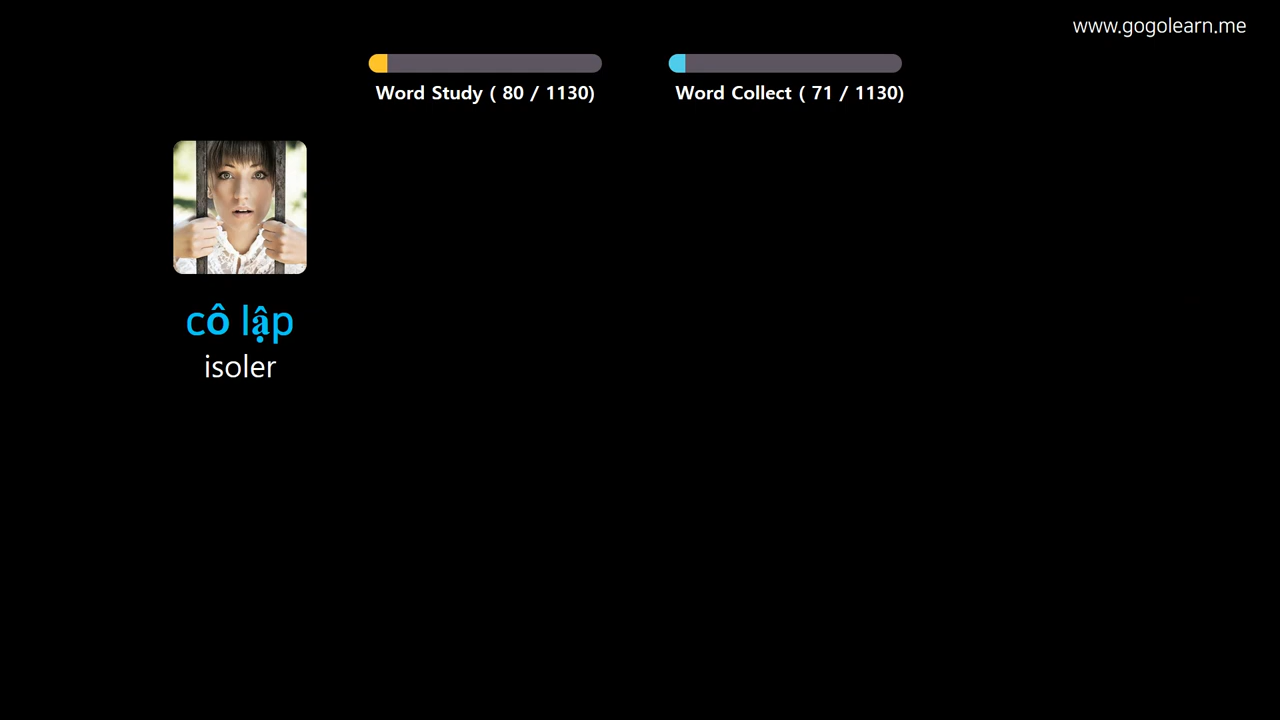 www.gogolearn.me
Word Study ( 80 / 1130)
Word Collect ( 71 / 1130)
cô lập
isoler